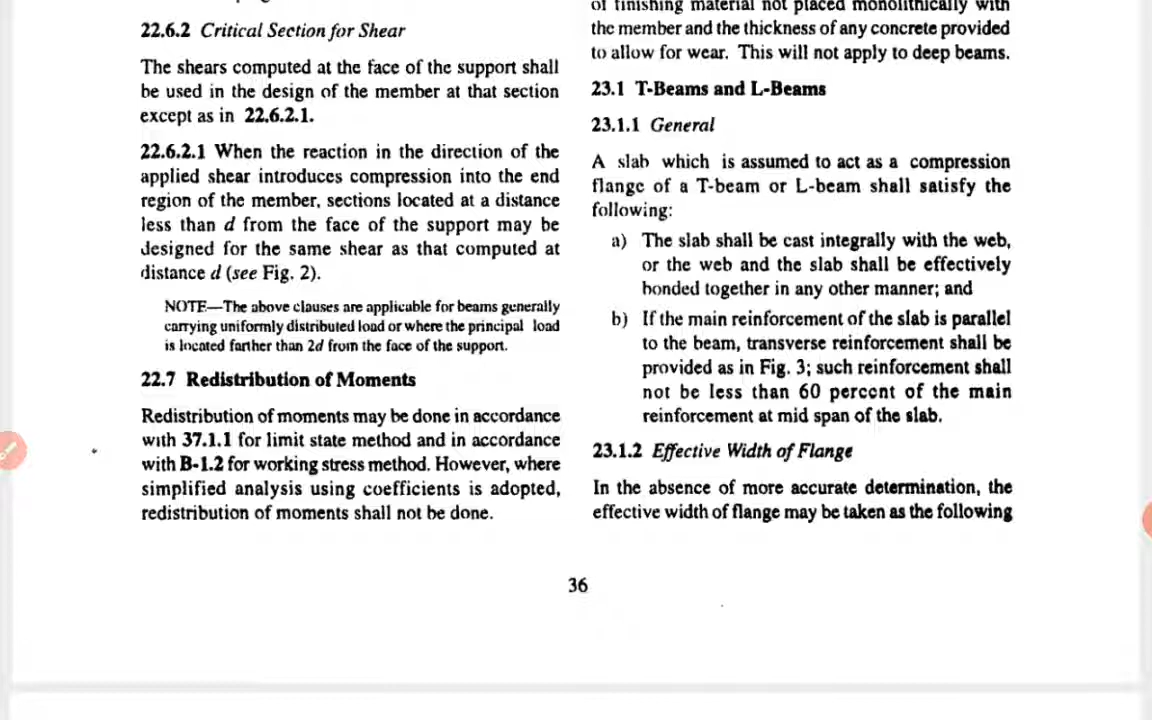 22.6.2 Critical Section for Shear
The shears computed at the face of the support shall
be used in the design of the member at that section
except as in 22.6.2.1.
22.6.2.1 When the reaction in the direction of the
applied shear introduces compression into the end
region of the member, sections located at a distance
less than d from the face of the support may be
designed for the same shear as that computed at
distance d (see Fig. 2).
NOTE—The above clauses are applicable for beams generally
carrying uniformly distributed load or where the principal load
is located farther than 2d from the face of the support.
22.7 Redistribution of Moments
Redistribution of moments may be done in accordance
with 37.1.1 for limit state method and in accordance
with B-1.2 for working stress method. However, where
simplified analysis using coefficients is adopted,
redistribution of moments shall not be done.
of finishing material not placed monolithically with
the member and the thickness of any concrete provided
to allow for wear. This will not apply to deep beams.
23.1 T-Beams and L-Beams
23.1.1 General
A slab which is assumed to act as a compression
flange of a T-beam or L-beam shall satisfy the
following:
a) The slab shall be cast integrally with the web,
or the web and the slab shall be effectively
bonded together in any other manner; and
b) If the main reinforcement of the slab is parallel
to the beam, transverse reinforcement shall be
provided as in Fig. 3; such reinforcement shall
not be less than 60 percent of the main
reinforcement at mid span of the slab.
23.1.2 Effective Width of Flange
In the absence of more accurate determination, the
effective width of flange may be taken as the following
36